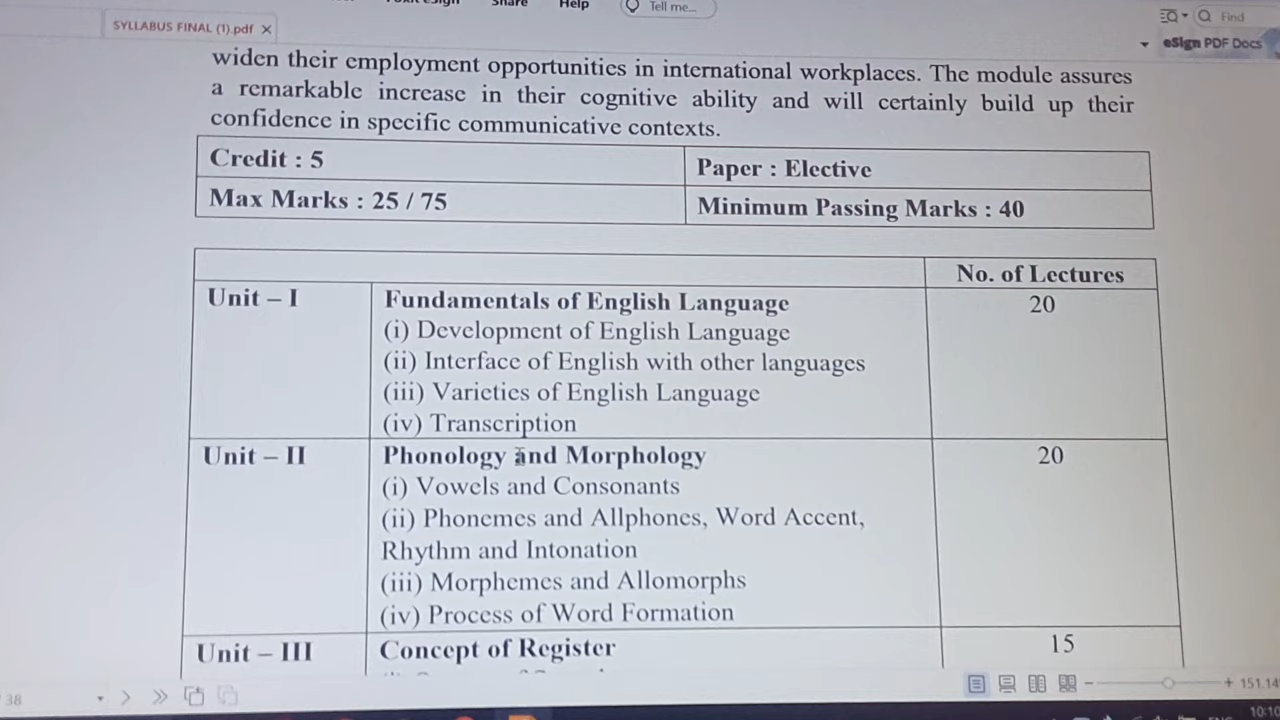 Share
Help
Tell me...
SYLLABUS FINAL (1).pdf ×
Find
eSign PDF Docs
widen their employment opportunities in international workplaces. The module assures
a remarkable increase in their cognitive ability and will certainly build up their
confidence in specific communicative contexts.
Credit : 5
Paper : Elective
Max Marks : 25 / 75
Minimum Passing Marks : 40
No. of Lectures
Unit – I
Fundamentals of English Language
20
(i) Development of English Language
(ii) Interface of English with other languages
(iii) Varieties of English Language
(iv) Transcription
Unit – II
Phonology and Morphology
20
(i) Vowels and Consonants
(ii) Phonemes and Allphones, Word Accent,
Rhythm and Intonation
(iii) Morphemes and Allomorphs
(iv) Process of Word Formation
Unit – III
Concept of Register
15
38
151.14
10:10